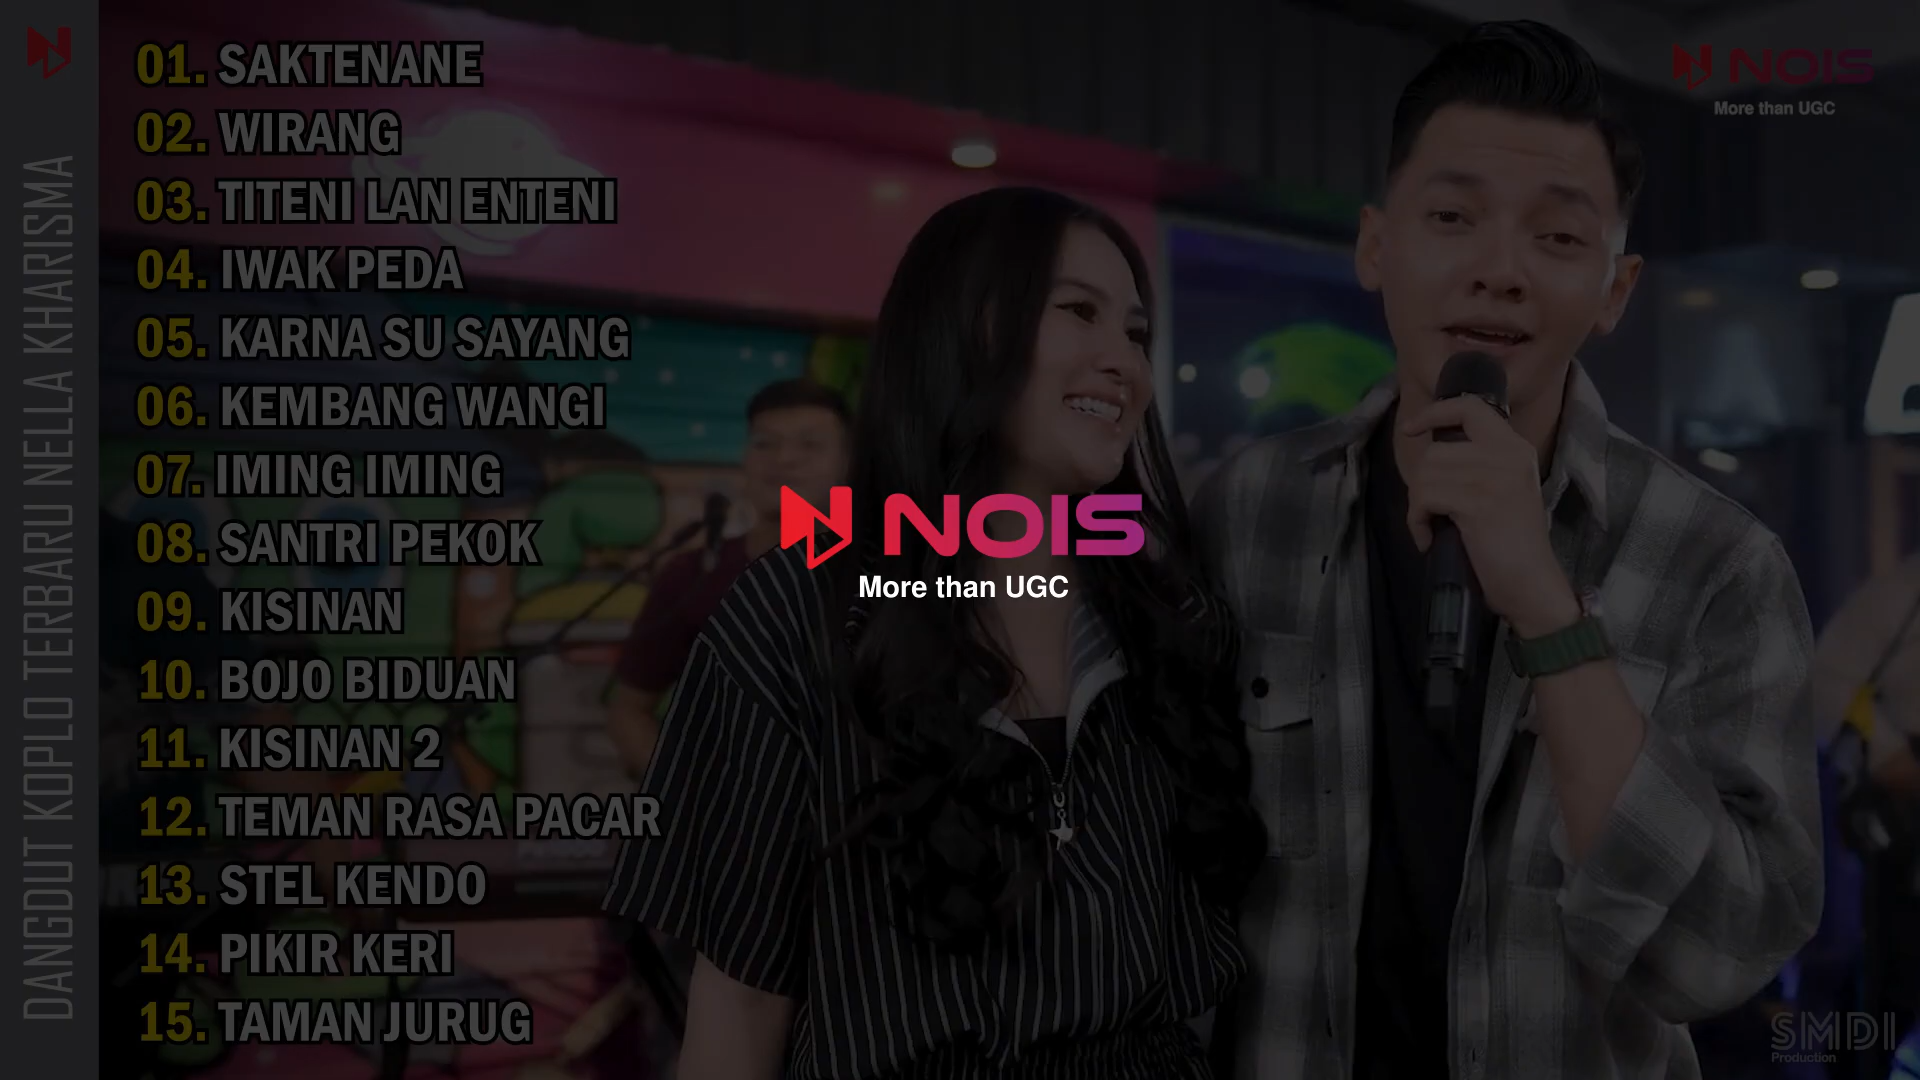 DANGDUT KOPLO TERBARU NELLA KHARISMA
01. SAKTENANE
02. WIRANG
03. TITENI LAN ENTENI
04. IWAK PEDA
05. KARNA SU SAYANG
06. KEMBANG WANGI
07. IMING IMING
08. SANTRI PEKOK
09. KISINAN
10. BOJO BIDUAN
11. KISINAN 2
12. TEMAN RASA PACAR
13. STEL KENDO
14. PIKIR KERI
15. TAMAN JURUG
NOIS
More than UGC
NOIS
More than UGC
SMDI
Production